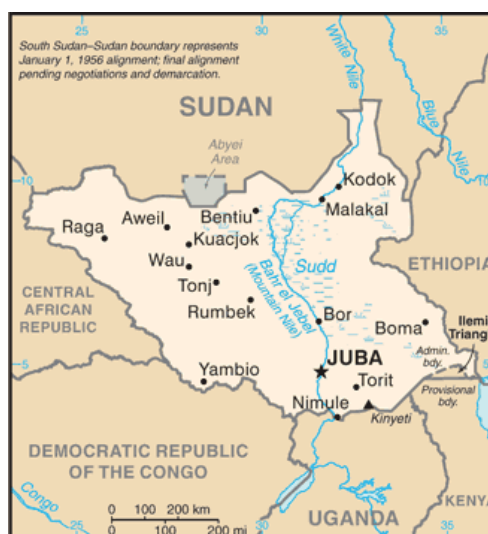 25
30
35
South Sudan–Sudan boundary represents
January 1, 1956 alignment; final alignment
pending negotiations and demarcation.
White Nile
Blue
Nile
SUDAN
Abyei
Area
10
10
Kodok
Malakal
Bentiu
Aweil
Raga
Kuacjok
Wau
Sudd
Tonj
Bahr el Jebel
(Mountain Nile)
ETHIOPIA
CENTRAL
AFRICAN
REPUBLIC
Rumbek
Bor
Boma
Ilemi
Triang
Admin.
bdy.
JUBA
5
5
Yambio
Torit
Provisional
bdy.
Nimule
Kinyeti
DEMOCRATIC REPUBLIC
OF THE CONGO
Congo
0 100 200 km
0 100 200 mi
UGANDA
KENYA
25
30
35